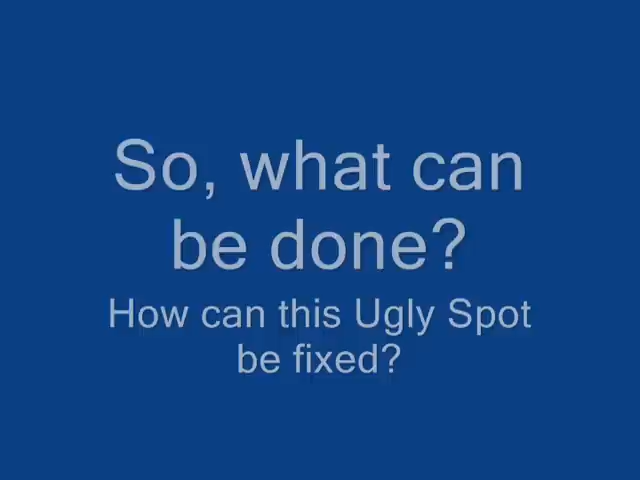 So, what can
be done?
How can this Ugly Spot
be fixed?